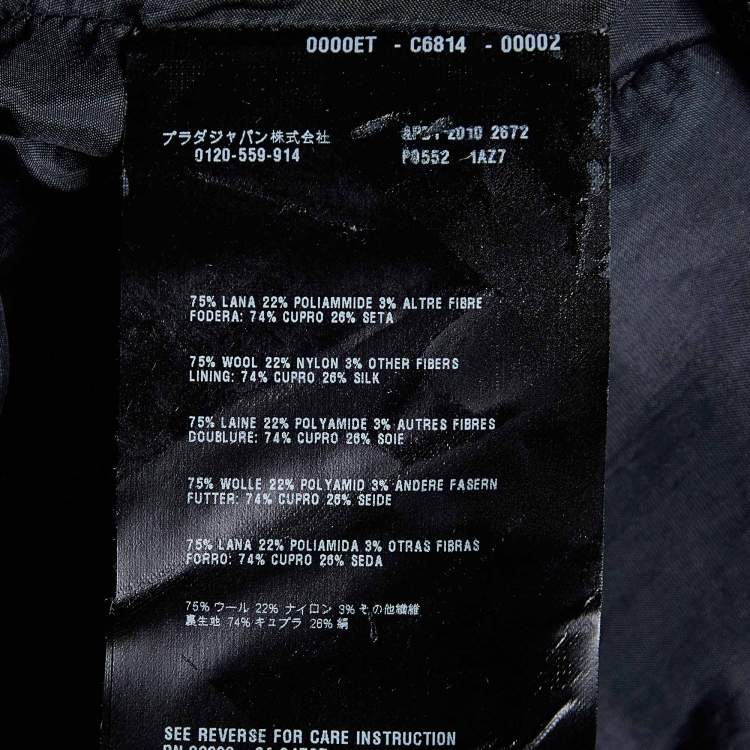 0000ET - C6814 - 00002
プラダジャパン株式会社
0120-559-914
2010 2672
P0552 1AZ7
75% LANA 22% POLIAMMIDE 3% ALTRE FIBRE
FODERA: 74% CUPRO 26% SETA
75% WOOL 22% NYLON 3% OTHER FIBERS
LINING: 74% CUPRO 26% SILK
75% LAINE 22% POLYAMIDE 3% AUTRES FIBRES
DOUBLURE: 74% CUPRO 26% SOIE
75% WOLLE 22% POLYAMID 3% ANDERE FASERN
FUTTER: 74% CUPRO 26% SEIDE
75% LANA 22% POLIAMIDA 3% OTRAS FIBRAS
FORRO: 74% CUPRO 26% SEDA
75% ウール 22% ナイロン 3% その他繊維
裏生地 74% キュプラ 26% 絹
SEE REVERSE FOR CARE INSTRUCTION